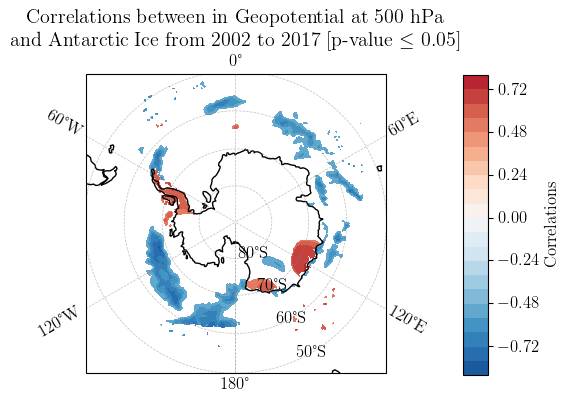 Correlations between in Geopotential at 500 hPa
and Antarctic Ice from 2002 to 2017 [p-value ≤ 0.05]
0°
60°W
60°E
80°S
70°S
60°S
50°S
120°W
120°E
180°
0.72
0.48
0.24
0.00
−0.24
−0.48
−0.72
Correlations